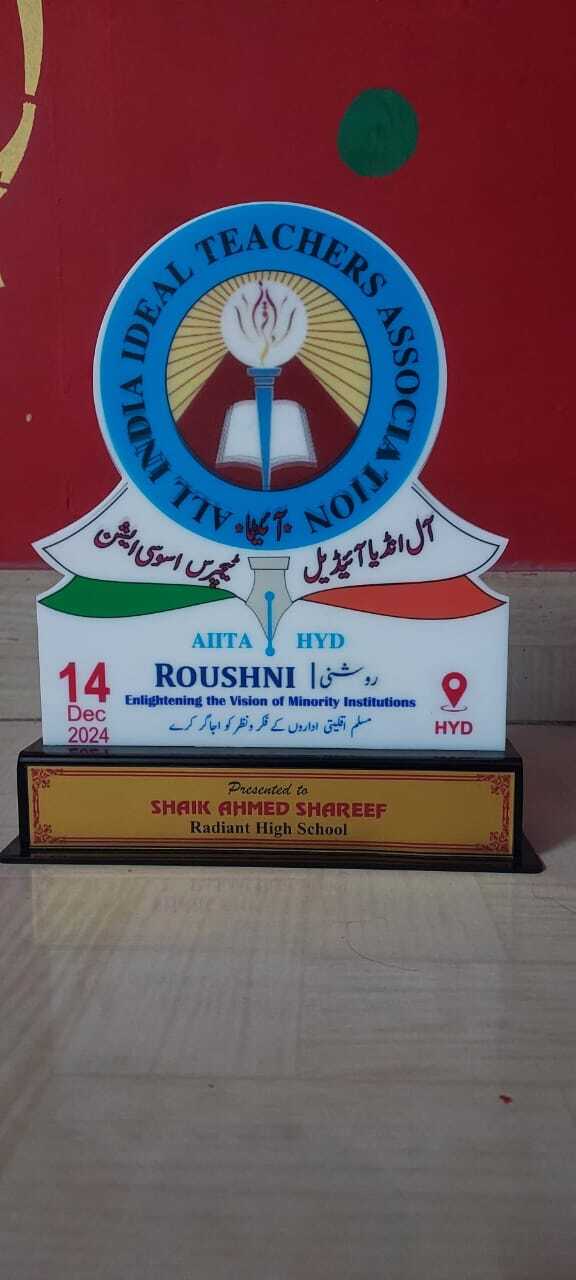 ALL INDIA IDEAL TEACHERS ASSOCIATION
آئیٹا
آل انڈیا آئیڈیل ٹیچرس اسوسی ایشن
AIITA HYD
ROUSHNI | روشنی
Enlightening the Vision of Minority Institutions
مسلم اقلیتی اداروں کے فکر و نظر کو اجاگر کرے
14
Dec
2024
HYD
Presented to
SHAIK AHMED SHAREEF
Radiant High School